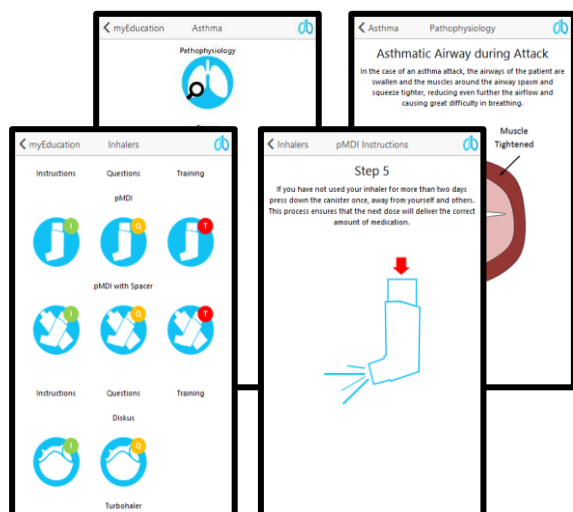 myEducation Asthma
Pathophysiology
Asthma Pathophysiology
Asthmatic Airway during Attack
In the case of an asthma attack, the airways of the patient are
swollen and the muscles around the airway spasm and
squeeze tighter, reducing even further the airflow and
causing great difficulty in breathing.
Muscle
Tightened
myEducation Inhalers
Instructions Questions Training
pMDI
I Q T
pMDI with Spacer
I Q T
Instructions Questions Training
Diskus
I Q
Turbohaler
Inhalers pMDI Instructions
Step 5
If you have not used your inhaler for more than two days
press down the canister once, away from yourself and others.
This process ensures that the next dose will deliver the correct
amount of medication.